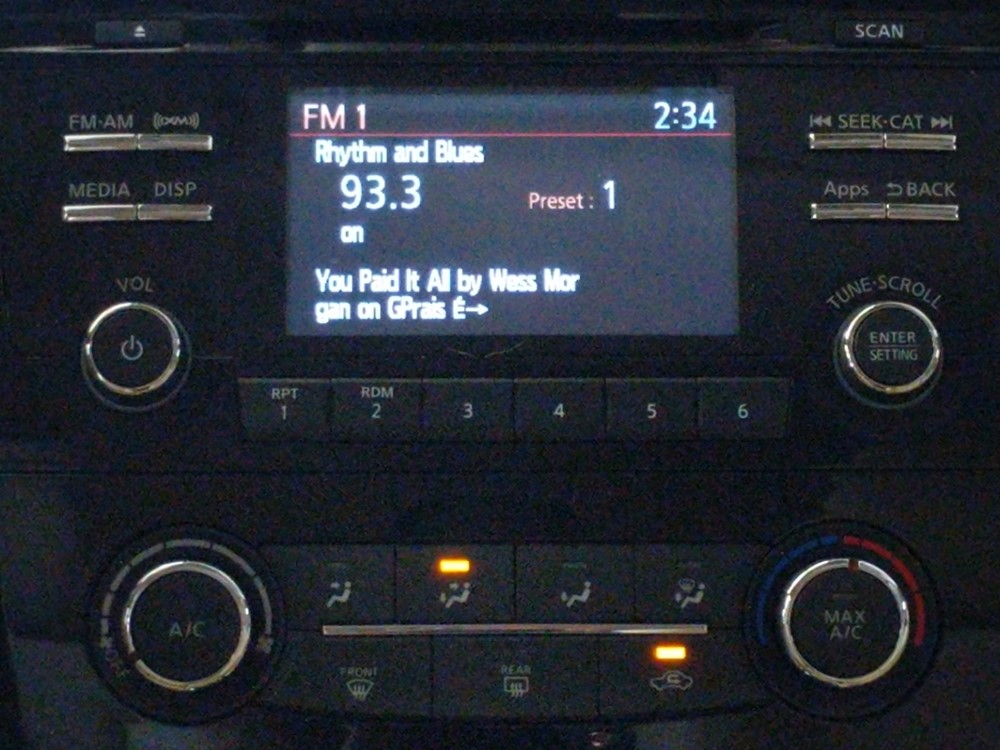 SCAN
FM·AM ((XM)) FM 1 2:34 SEEK·CAT
Rhythm and Blues
MEDIA DISP 93.3 Preset : 1 Apps BACK
on
You Paid It All by Wess Mor
gan on GPrais É→
VOL
TUNE·SCROLL
ENTER
SETTING
RPT RDM
1 2 3 4 5 6
A/C
OFF
MAX
A/C
FRONT REAR